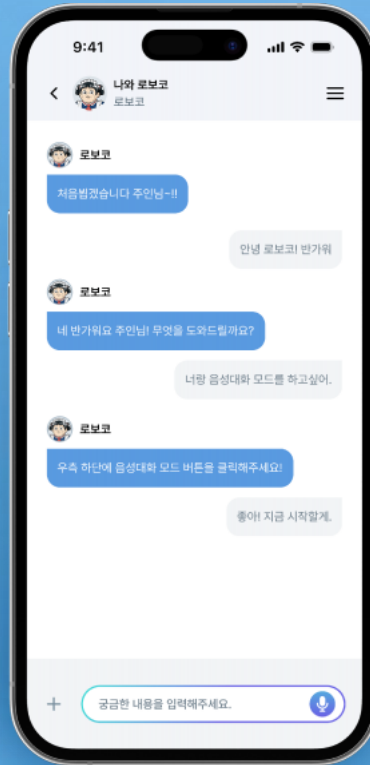 9:41
나와 로보코
로보코
로보코
처음뵙겠습니다 주인님~!!
안녕 로보코! 반가워
로보코
네 반가워요 주인님! 무엇을 도와드릴까요?
너랑 음성대화 모드를 하고싶어.
로보코
우측 하단에 음성대화 모드 버튼을 클릭해주세요!
좋아! 지금 시작할게.
궁금한 내용을 입력해주세요.